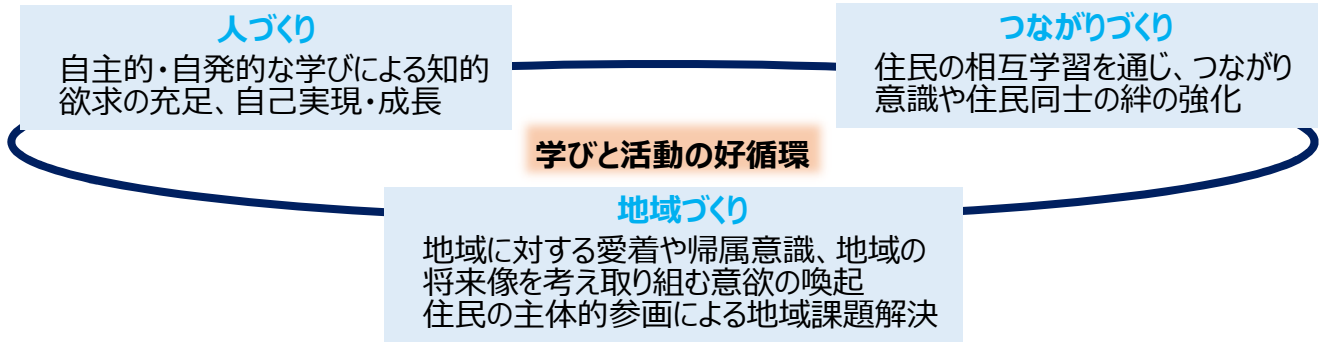 人づくり
自主的・自発的な学びによる知的
欲求の充足、自己実現・成長
つながりづくり
住民の相互学習を通じ、つながり
意識や住民同士の絆の強化
学びと活動の好循環
地域づくり
地域に対する愛着や帰属意識、地域の
将来像を考え取り組む意欲の喚起
住民の主体的参画による地域課題解決